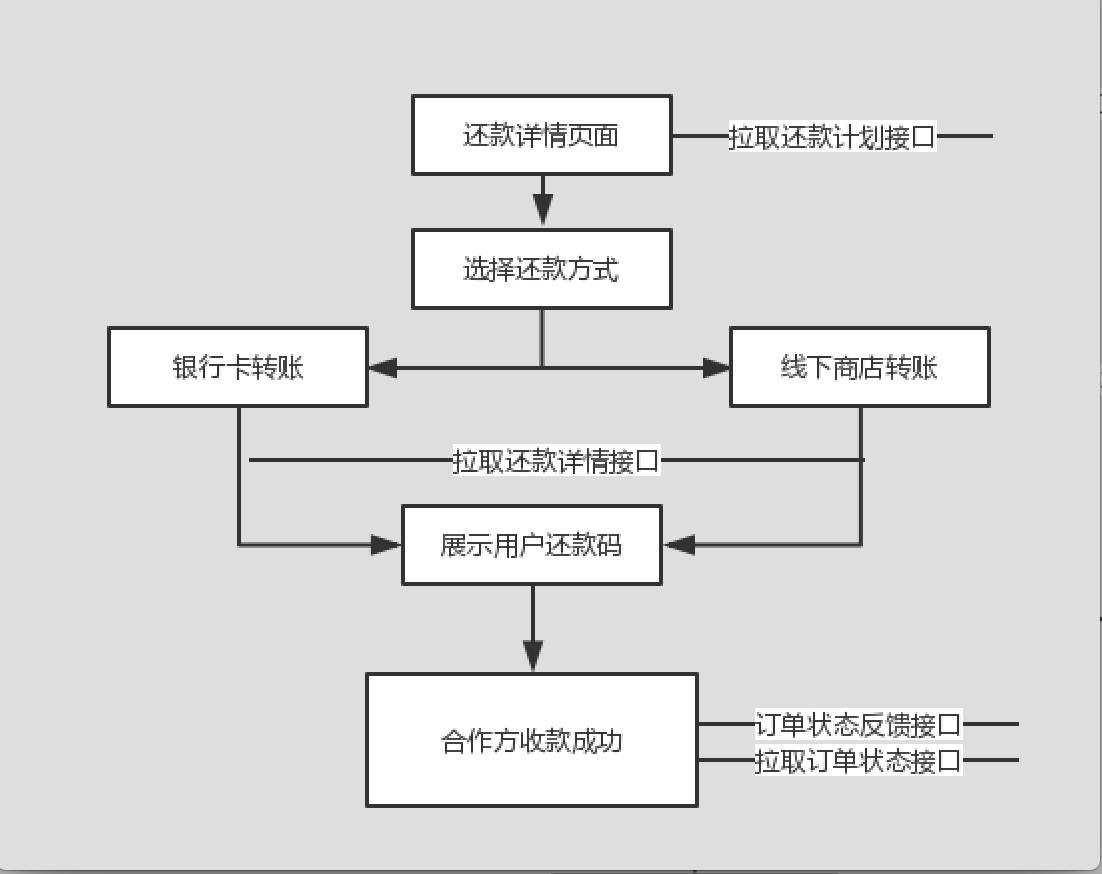 还款详情页面
拉取还款计划接口
选择还款方式
银行卡转账
线下商店转账
拉取还款详情接口
展示用户还款码
合作方收款成功
订单状态反馈接口
拉取订单状态接口